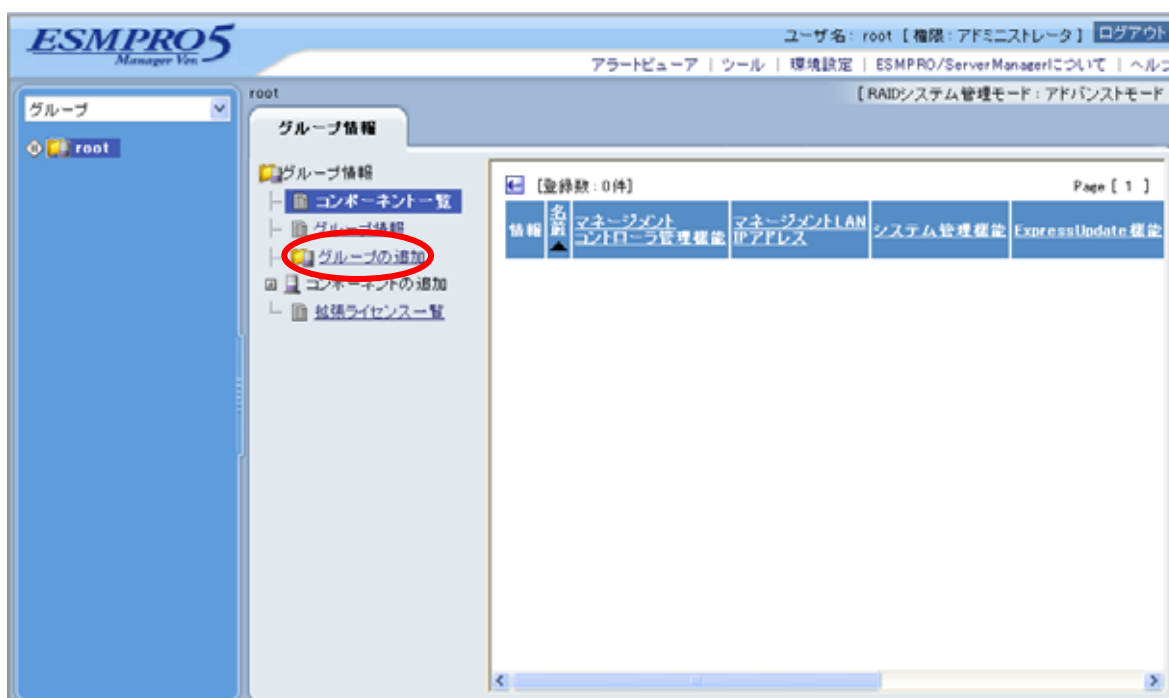 ESMPRO5
Manager Ver.
ユーザ名: root [ 権限: アドミニストレータ ] ログアウト
アラートビューア | ツール | 環境設定 | ESMPRO/ServerManagerについて | ヘル
グループ
root
root
[ RAIDシステム管理モード : アドバンストモード
グループ情報
グループ情報
コンポーネント一覧
グループ情報
グループの追加
コンポーネントの追加
拡張ライセンス一覧
[登録数 : 0件]
Page [ 1 ]
情報
名前
マネージメント
コントローラ管理機能
マネージメントLAN
IPアドレス
システム管理機能
ExpressUpdate機能